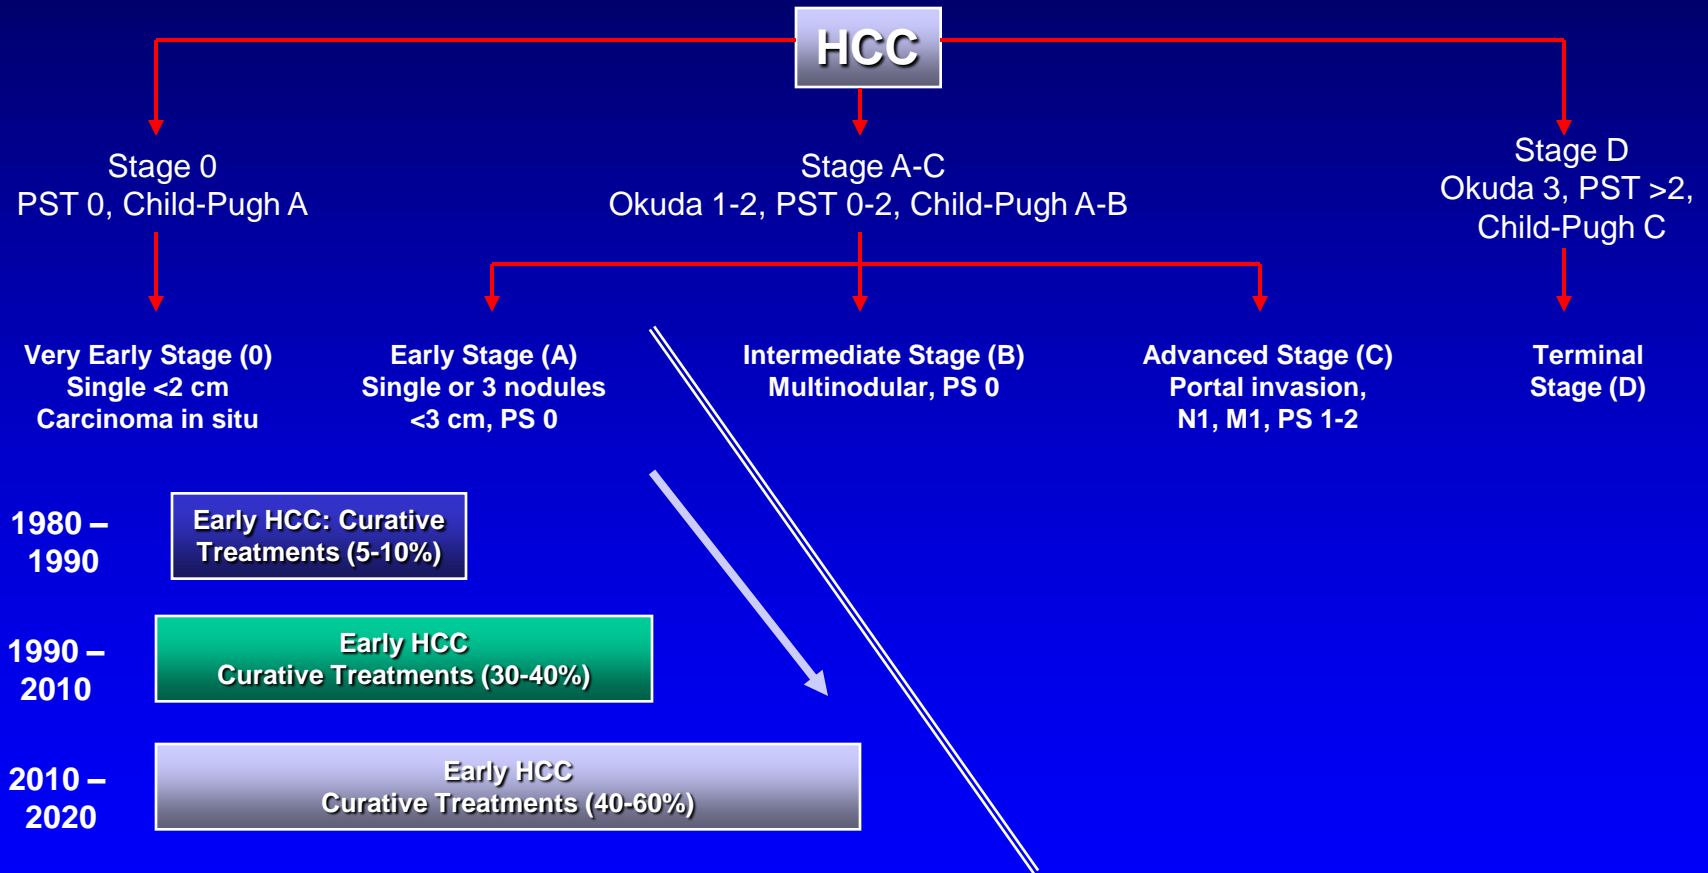 HCC
Stage 0
PST 0, Child-Pugh A
Stage A-C
Okuda 1-2, PST 0-2, Child-Pugh A-B
Stage D
Okuda 3, PST >2,
Child-Pugh C
Very Early Stage (0)
Single <2 cm
Carcinoma in situ
Early Stage (A)
Single or 3 nodules
<3 cm, PS 0
Intermediate Stage (B)
Multinodular, PS 0
Advanced Stage (C)
Portal invasion,
N1, M1, PS 1-2
Terminal
Stage (D)
1980 –
1990
Early HCC: Curative
Treatments (5-10%)
1990 –
2010
Early HCC
Curative Treatments (30-40%)
2010 –
2020
Early HCC
Curative Treatments (40-60%)